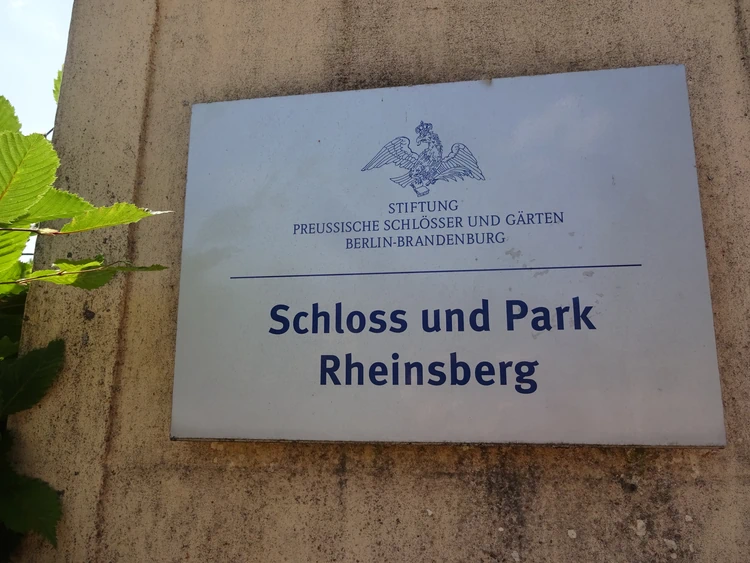 STIFTUNG
PREUSSISCHE SCHLÖSSER UND GÄRTEN
BERLIN-BRANDENBURG
Schloss und Park
Rheinsberg